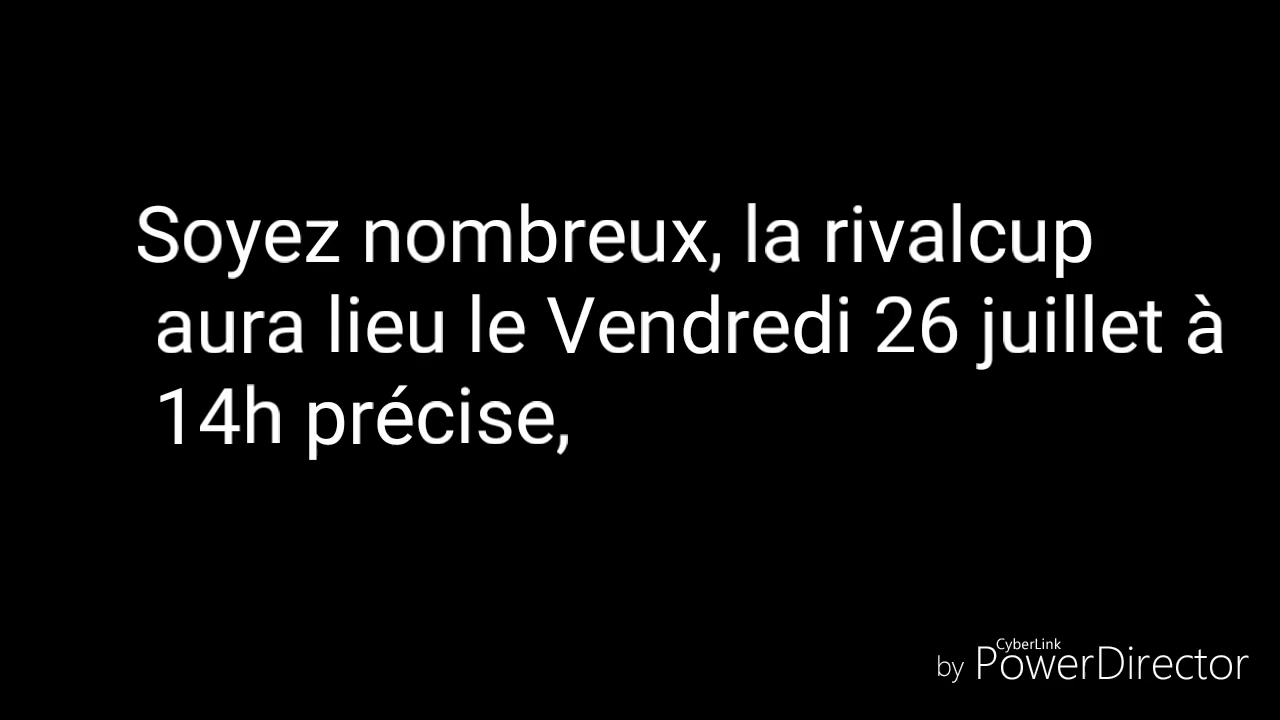 Soyez nombreux, la rivalcup
aura lieu le Vendredi 26 juillet à
14h précise,
CyberLink
by PowerDirector